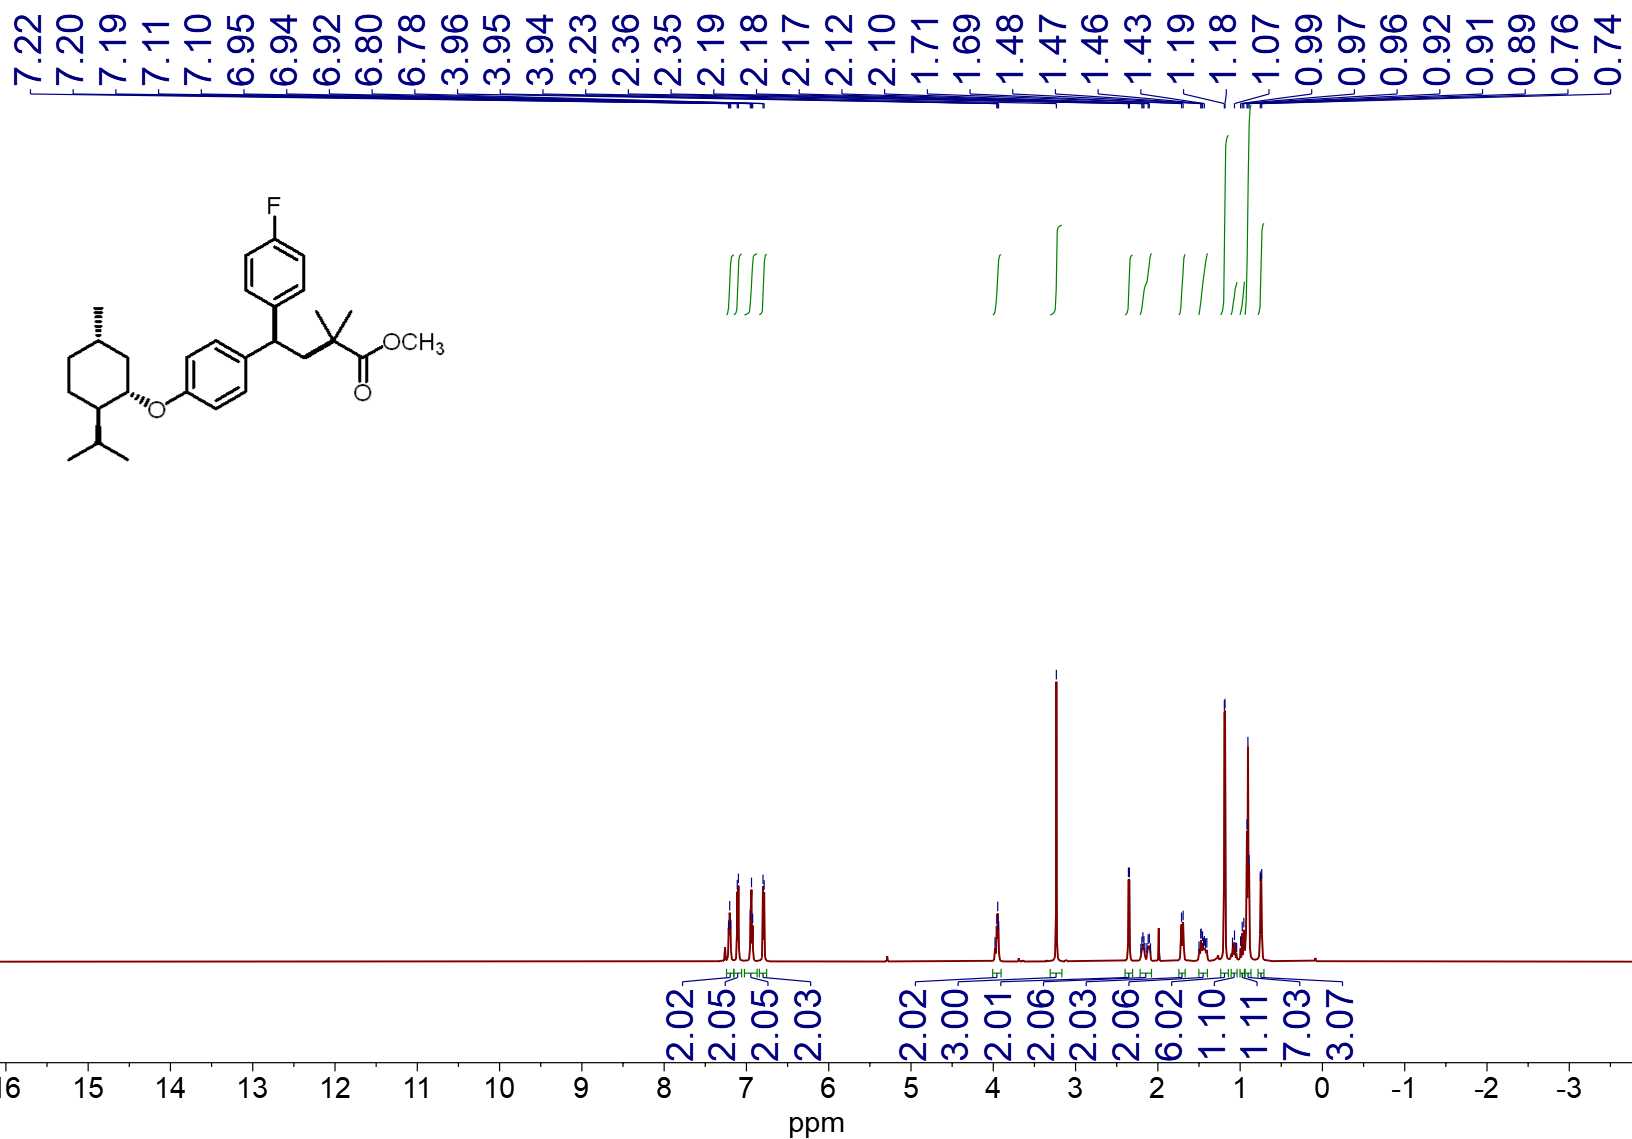 7.22 7.20 7.19 7.11 7.10 6.95 6.94 6.92 6.80 6.78 3.96 3.95 3.94 3.23 2.36 2.35 2.19 2.18 2.17 2.12 2.10 1.71 1.69 1.48 1.47 1.46 1.43 1.19 1.18 1.07 0.99 0.97 0.96 0.92 0.91 0.89 0.76 0.74
F
OCH3
O
O
2.02 2.05 2.05 2.03 2.02 3.00 2.01 2.06 2.03 2.06 6.02 1.10 1.11 7.03 3.07
16 15 14 13 12 11 10 9 8 7 6 5 4 3 2 1 0 -1 -2 -3
ppm